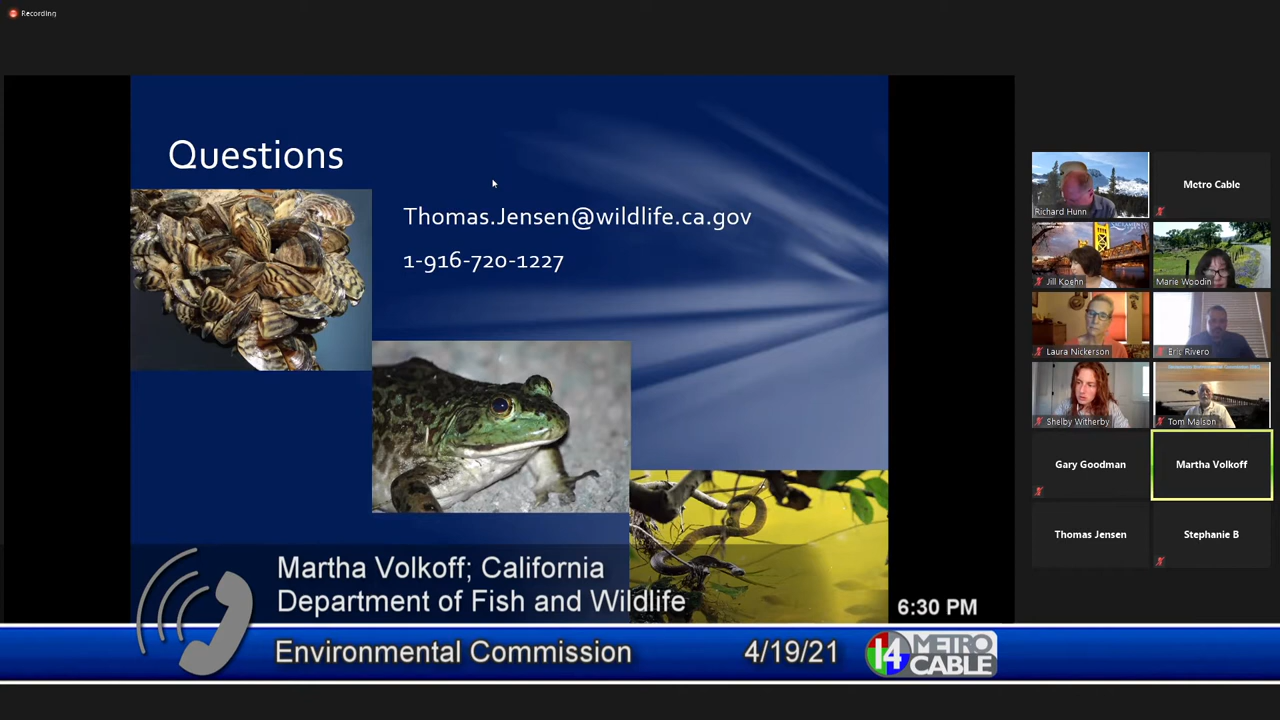 Recording
Questions
Thomas.Jensen@wildlife.ca.gov
1-916-720-1227
Richard Hunn
Metro Cable
Jill Koehn
Marie Woodin
Laura Nickerson
Eric Rivero
Shelby Witherby
Tom Malson
Gary Goodman
Martha Volkoff
Thomas Jensen
Stephanie B
Martha Volkoff; California
Department of Fish and Wildlife
6:30 PM
Environmental Commission
4/19/21
14 METRO
CABLE